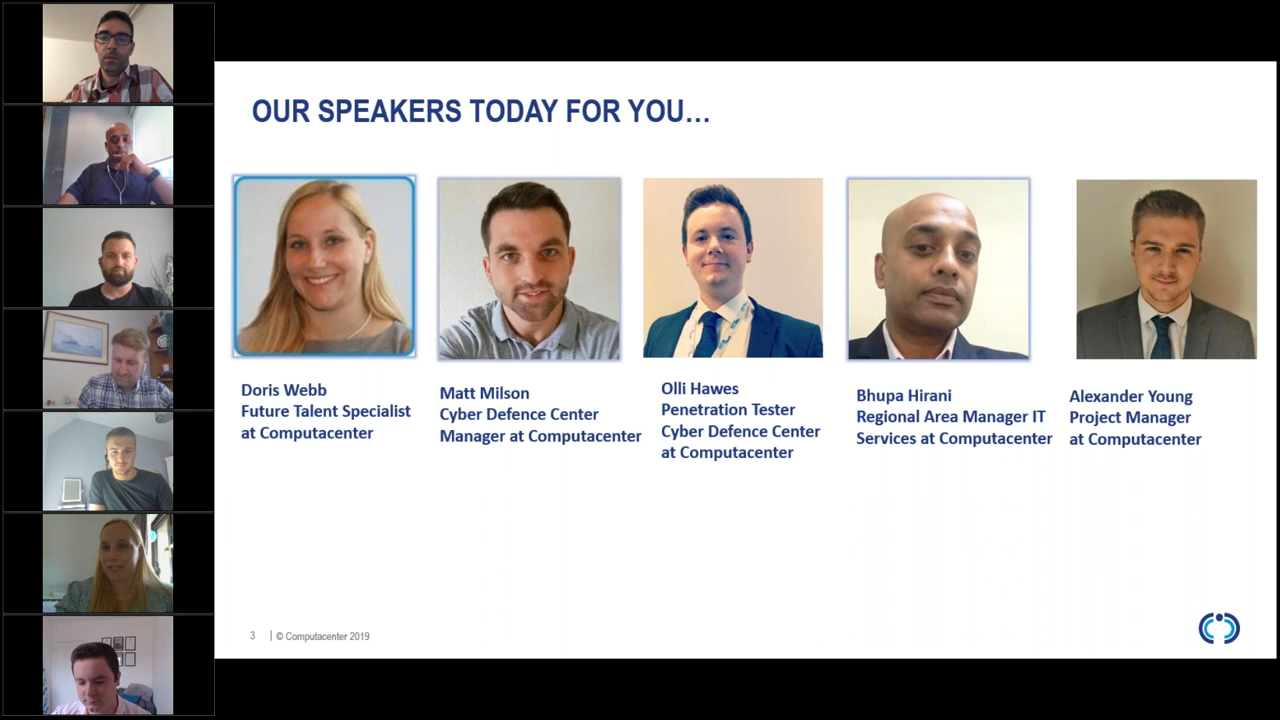 OUR SPEAKERS TODAY FOR YOU...
Doris Webb
Future Talent Specialist
at Computacenter
Matt Milson
Cyber Defence Center
Manager at Computacenter
Olli Hawes
Penetration Tester
Cyber Defence Center
at Computacenter
Bhupa Hirani
Regional Area Manager IT
Services at Computacenter
Alexander Young
Project Manager
at Computacenter
3 | © Computacenter 2019